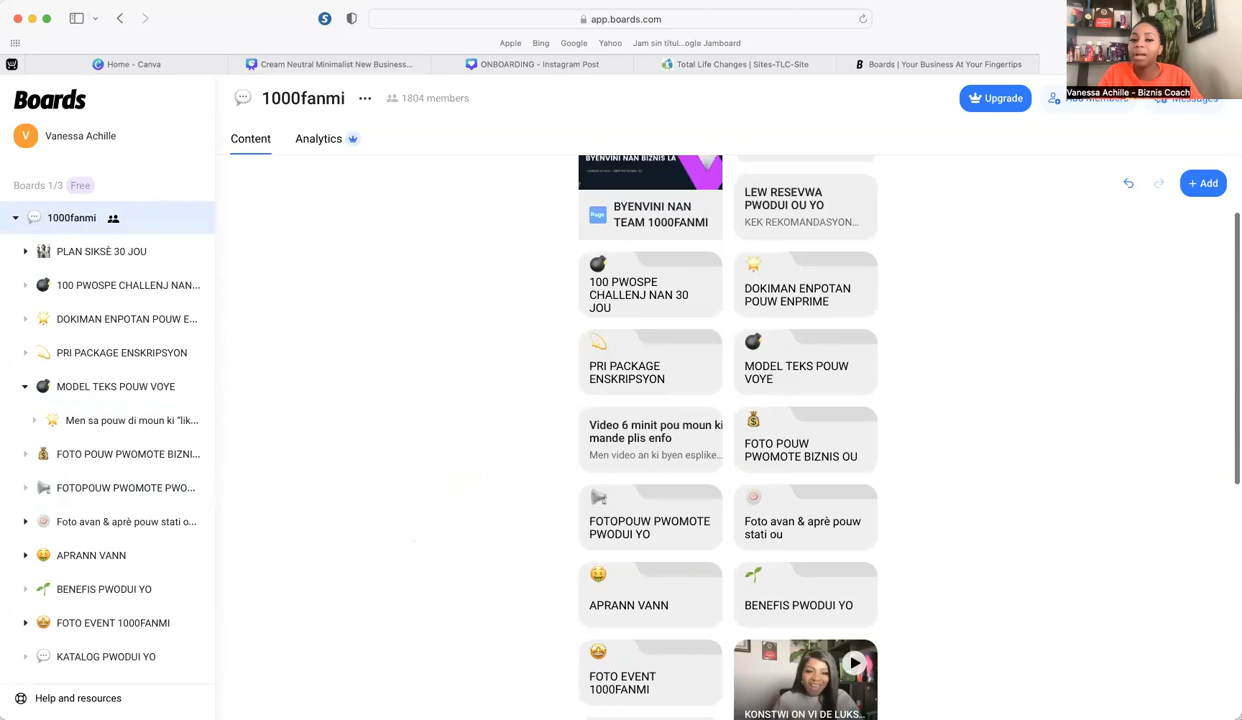 app.boards.com
Apple
Bing
Google
Yahoo
Jam sin titul...ogle Jamboard
Home - Canva
Cream Neutral Minimalist New Business...
ONBOARDING - Instagram Post
Total Life Changes | Sites-TLC-Site
B
Boards | Your Business At Your Fingertips
Vanessa Achille - Biznis Coach
Boards
V
Vanessa Achille
Boards 1/3
Free
1000fanmi
PLAN SIKSÈ 30 JOU
100 PWOSPE CHALLENJ NAN...
DOKIMAN ENPOTAN POUW E...
PRI PACKAGE ENSKRIPSYON
MODEL TEKS POUW VOYE
Men sa pouw di moun ki “lik...
FOTO POUW PWOMOTE BIZNI...
FOTOPOUW PWOMOTE PWO...
Foto avan & aprè pouw stati o...
APRANN VANN
BENEFIS PWODUI YO
FOTO EVENT 1000FANMI
KATALOG PWODUI YO
Help and resources
1000fanmi
1804 members
Upgrade
Add Members
Messages
Content
Analytics
+ Add
BYENVINI NAN BIZNIS LA
Page
BYENVINI NAN
TEAM 1000FANMI
LEW RESEVWA
PWODUI OU YO
KEK REKOMANDASYON...
100 PWOSPE
CHALLENJ NAN 30
JOU
DOKIMAN ENPOTAN
POUW ENPRIME
PRI PACKAGE
ENSKRIPSYON
MODEL TEKS POUW
VOYE
Video 6 minit pou moun ki
mande plis enfo
Men video an ki byen esplike...
FOTO POUW
PWOMOTE BIZNIS OU
FOTOPOUW PWOMOTE
PWODUI YO
Foto avan & aprè pouw
stati ou
APRANN VANN
BENEFIS PWODUI YO
FOTO EVENT
1000FANMI
KONSTWI ON VI DE LUKS...